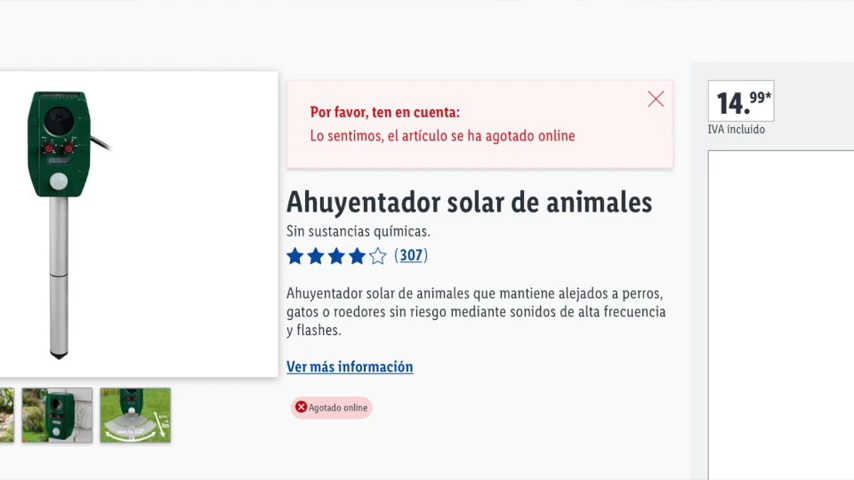 Por favor, ten en cuenta:
Lo sentimos, el artículo se ha agotado online
14.99*
IVA incluido
Ahuyentador solar de animales
Sin sustancias químicas.
(307)
Ahuyentador solar de animales que mantiene alejados a perros,
gatos o roedores sin riesgo mediante sonidos de alta frecuencia
y flashes.
Ver más información
Agotado online